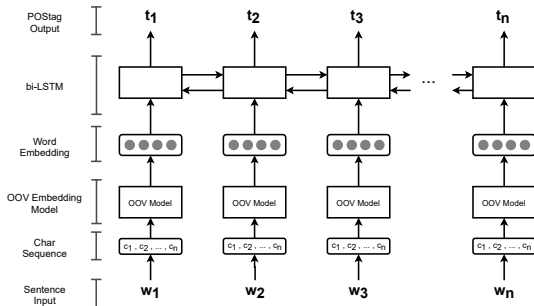 POStag
Output
t1 t2 t3 tn
bi-LSTM
...
Word
Embedding
OOV Embedding
Model
OOV Model OOV Model OOV Model OOV Model
Char
Sequence
c1 , c2 , ... , cn c1 , c2 , ... , cn c1 , c2 , ... , cn c1 , c2 , ... , cn
Sentence
Input
w1 w2 w3 wn